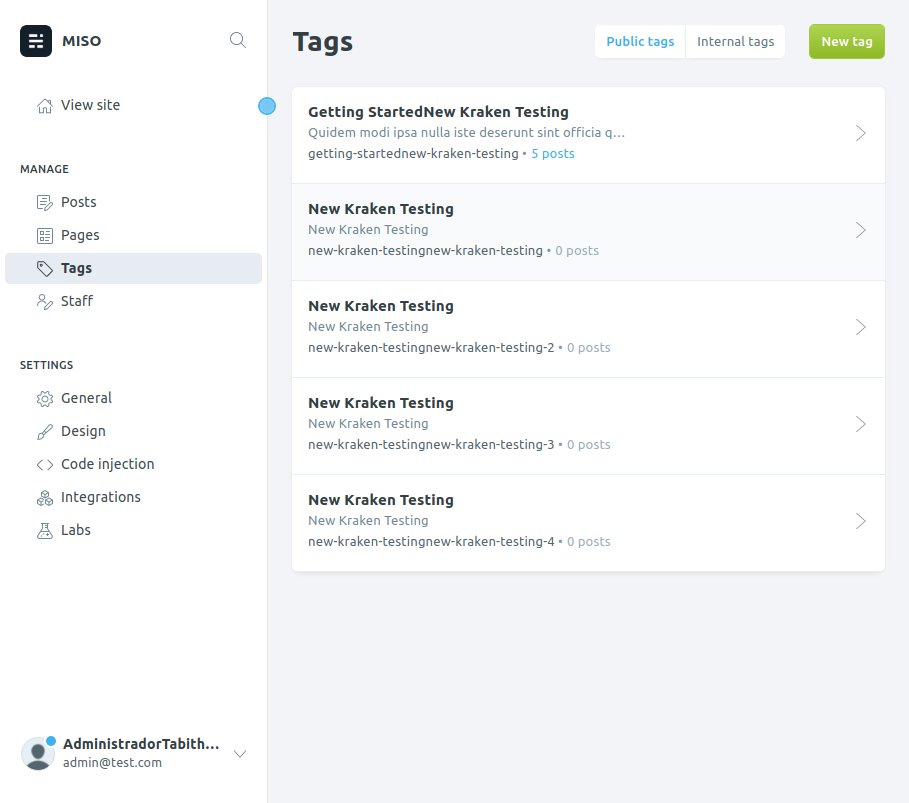 MISO
View site
MANAGE
Posts
Pages
Tags
Staff
SETTINGS
General
Design
Code injection
Integrations
Labs
AdministradorTabith...
admin@test.com
Tags
Public tags
Internal tags
New tag
Getting StartedNew Kraken Testing
Quidem modi ipsa nulla iste deserunt sint officia q...
getting-startednew-kraken-testing • 5 posts
New Kraken Testing
New Kraken Testing
new-kraken-testingnew-kraken-testing • 0 posts
New Kraken Testing
New Kraken Testing
new-kraken-testingnew-kraken-testing-2 • 0 posts
New Kraken Testing
New Kraken Testing
new-kraken-testingnew-kraken-testing-3 • 0 posts
New Kraken Testing
New Kraken Testing
new-kraken-testingnew-kraken-testing-4 • 0 posts